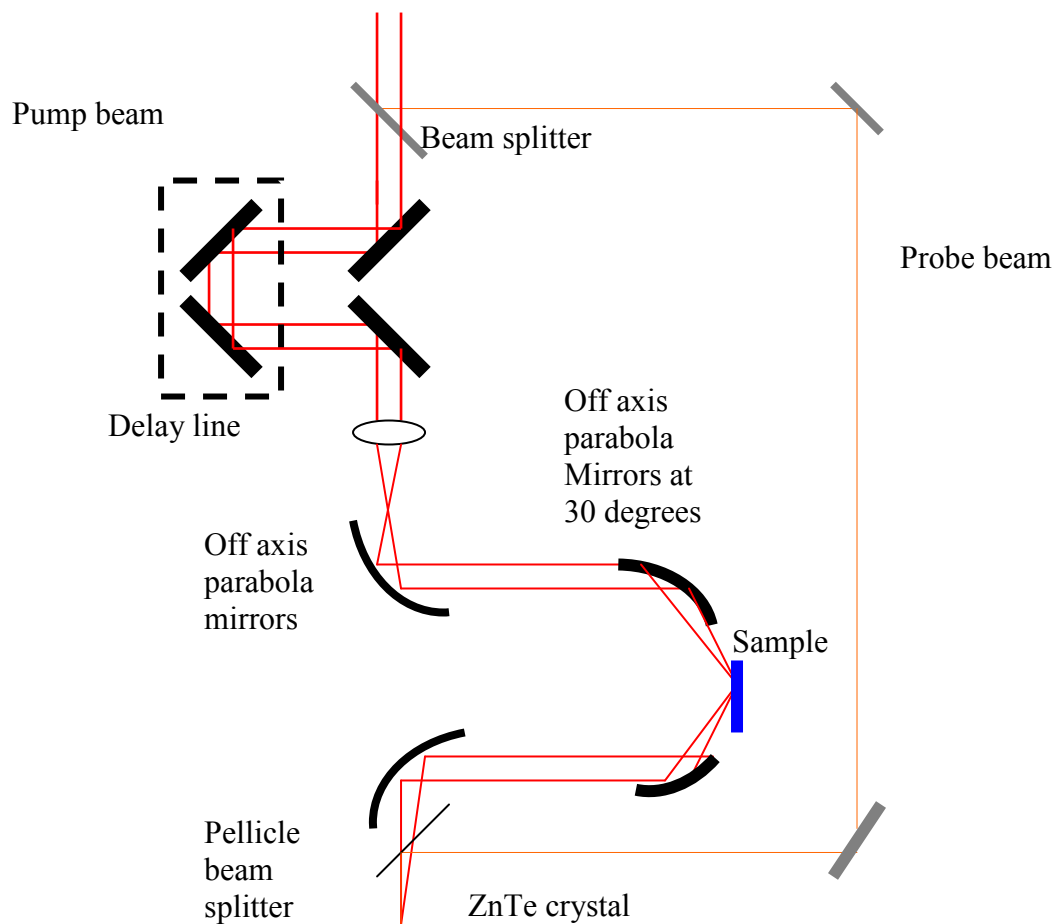 Pump beam
Beam splitter
Probe beam
Delay line
Off axis
parabola
Mirrors at
30 degrees
Off axis
parabola
mirrors
Sample
Pellicle
beam
splitter
ZnTe crystal